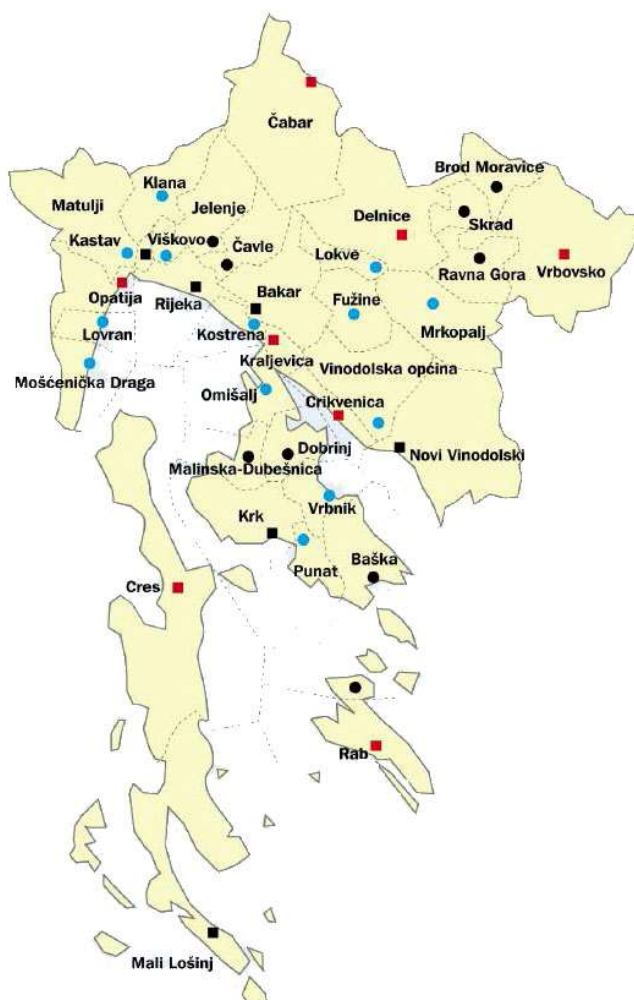 Čabar
Brod Moravice
Klana
Matulji
Jelenje
Delnice
Skrad
Kastav
Viškovo
Čavle
Lokve
Ravna Gora
Vrbovsko
Opatija
Rijeka
Bakar
Fužine
Lovran
Kostrena
Mrkopalj
Kraljevica
Mošćenička Draga
Vinodolska općina
Omišalj
Crikvenica
Dobrinj
Novi Vinodolski
Malinska-Dubešnica
Krk
Vrbnik
Punat
Baška
Cres
Rab
Mali Lošinj